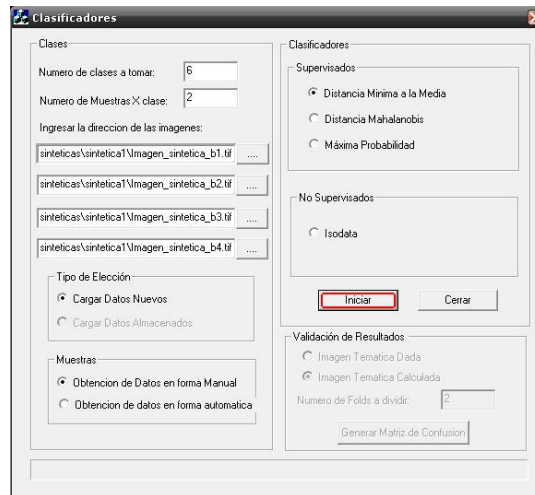 Clasificadores
Clases
Numero de clases a tomar:
6
Numero de Muestras X clase:
2
Ingresar la direccion de las imagenes:
sinteticas\sintetica1\Imagen_sintetica_b1.tif
....
sinteticas\sintetica1\Imagen_sintetica_b2.tif
....
sinteticas\sintetica1\Imagen_sintetica_b3.tif
....
sinteticas\sintetica1\Imagen_sintetica_b4.tif
....
Tipo de Elección
Cargar Datos Nuevos
Cargar Datos Almacenados
Muestras
Obtencion de Datos en forma Manual
Obtencion de datos en forma automatica
Clasificadores
Supervisados
Distancia Minima a la Media
Distancia Mahalanobis
Máxima Probabilidad
No Supervisados
Isodata
Iniciar
Cerrar
Validación de Resultados
Imagen Tematica Dada
Imagen Tematica Calculada
Numero de Folds a dividir:
2
Generar Matriz de Confusion